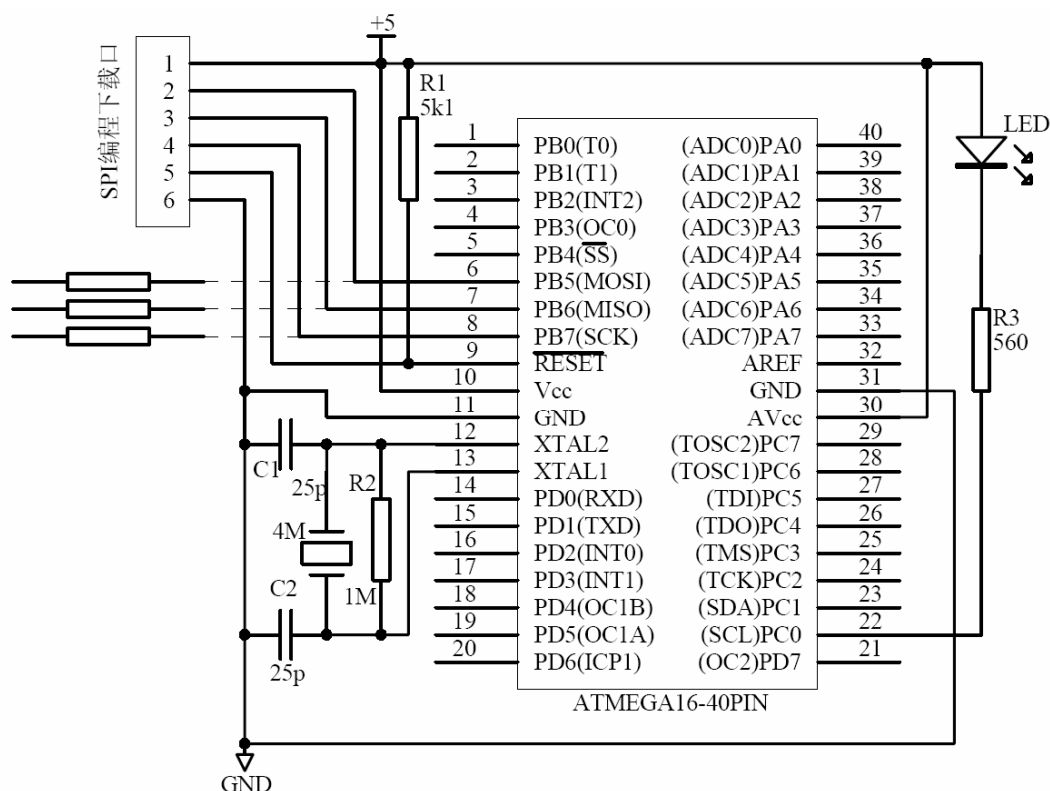 +5
SPI编程下载口
1
2
3
4
5
6
R1
5k1
LED
R3
560
1 PB0(T0) (ADC0)PA0 40
2 PB1(T1) (ADC1)PA1 39
3 PB2(INT2) (ADC2)PA2 38
4 PB3(OC0) (ADC3)PA3 37
5 PB4(SS) (ADC4)PA4 36
6 PB5(MOSI) (ADC5)PA5 35
7 PB6(MISO) (ADC6)PA6 34
8 PB7(SCK) (ADC7)PA7 33
9 RESET AREF 32
10 Vcc GND 31
11 GND AVcc 30
12 XTAL2 (TOSC2)PC7 29
13 XTAL1 (TOSC1)PC6 28
14 PD0(RXD) (TDI)PC5 27
15 PD1(TXD) (TDO)PC4 26
16 PD2(INT0) (TMS)PC3 25
17 PD3(INT1) (TCK)PC2 24
18 PD4(OC1B) (SDA)PC1 23
19 PD5(OC1A) (SCL)PC0 22
20 PD6(ICP1) (OC2)PD7 21
C1
25p
R2
4M
1M
C2
25p
ATMEGA16-40PIN
GND